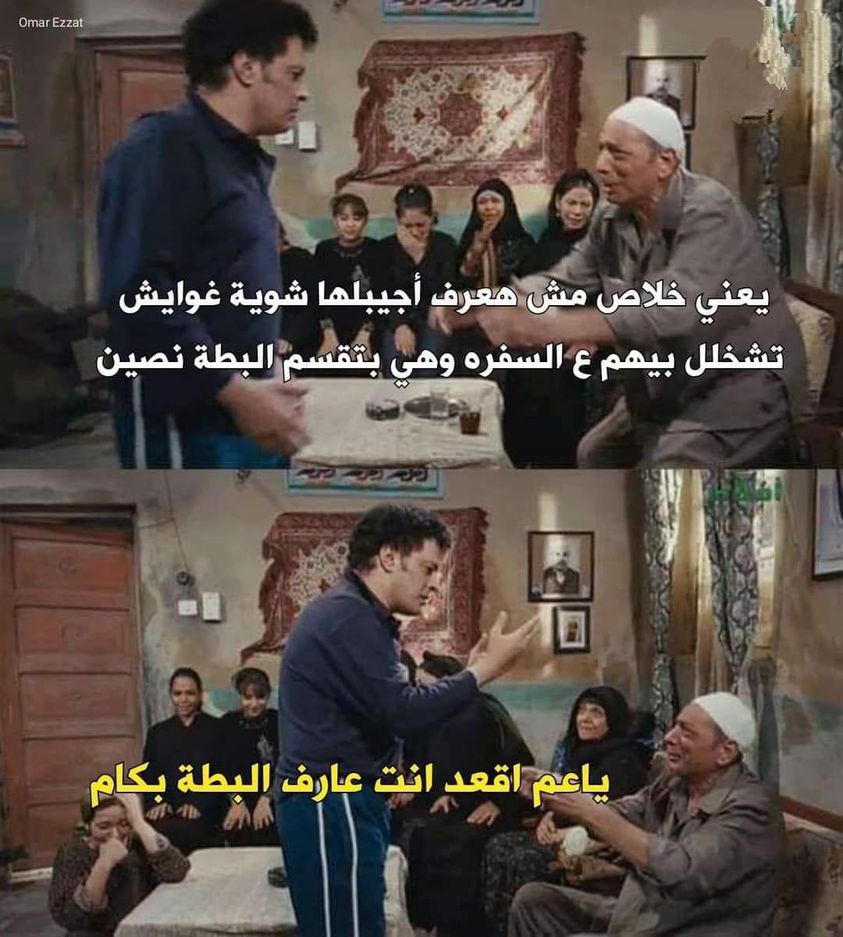 Omar Ezzat
يعني خلاص مش هعرف أجيبلها شوية غوايش
تشخلل بيهم ع السفره وهي بتقسم البطة نصين
ياعم اقعد انت عارف البطة بكام